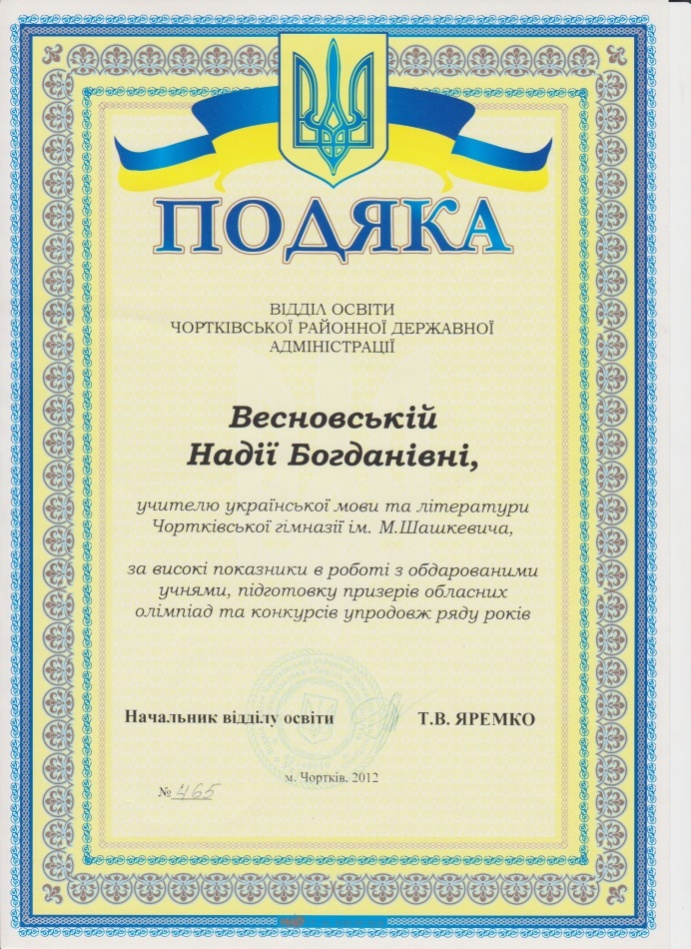 ПОДЯКА
ВІДДІЛ ОСВІТИ
ЧОРТКІВСЬКОЇ РАЙОННОЇ ДЕРЖАВНОЇ
АДМІНІСТРАЦІЇ
Весновській
Надії Богданівні,
учителю української мови та літератури
Чортківської гімназії ім. М.Шашкевича,
за високі показники в роботі з обдарованими
учнями, підготовку призерів обласних
олімпіад та конкурсів упродовж ряду років
Начальник відділу освіти Т.В. ЯРЕМКО
м. Чортків. 2012
№ 465